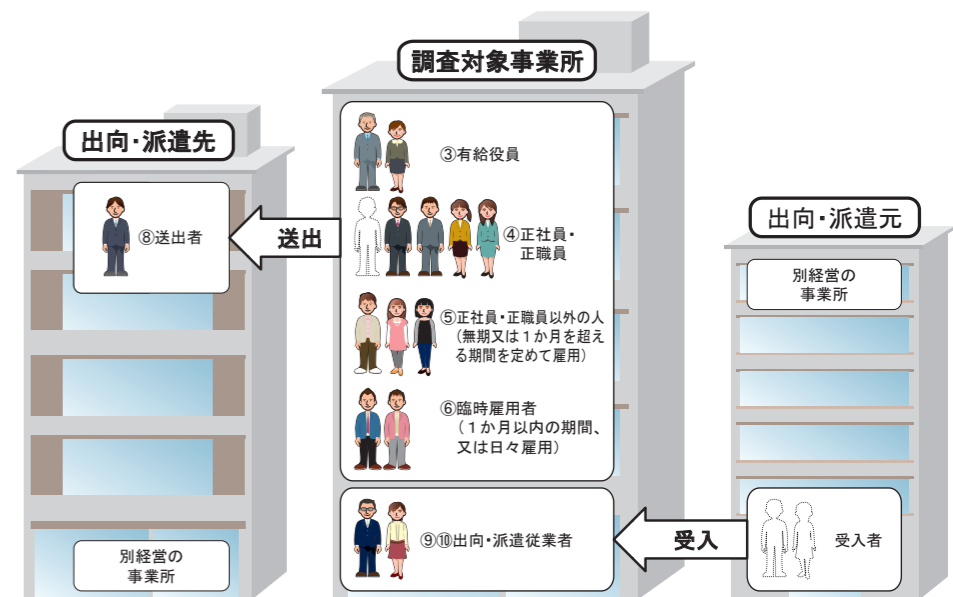 調査対象事業所
出向・派遣先
出向・派遣元
③有給役員
⑧送出者
送出
④正社員・
正職員
別経営の
事業所
⑤正社員・正職員以外の人
（無期又は１か月を超え
る期間を定めて雇用）
⑥臨時雇用者
（１か月以内の期間、
又は日々雇用）
⑨⑩出向・派遣従業者
受入
受入者
別経営の
事業所